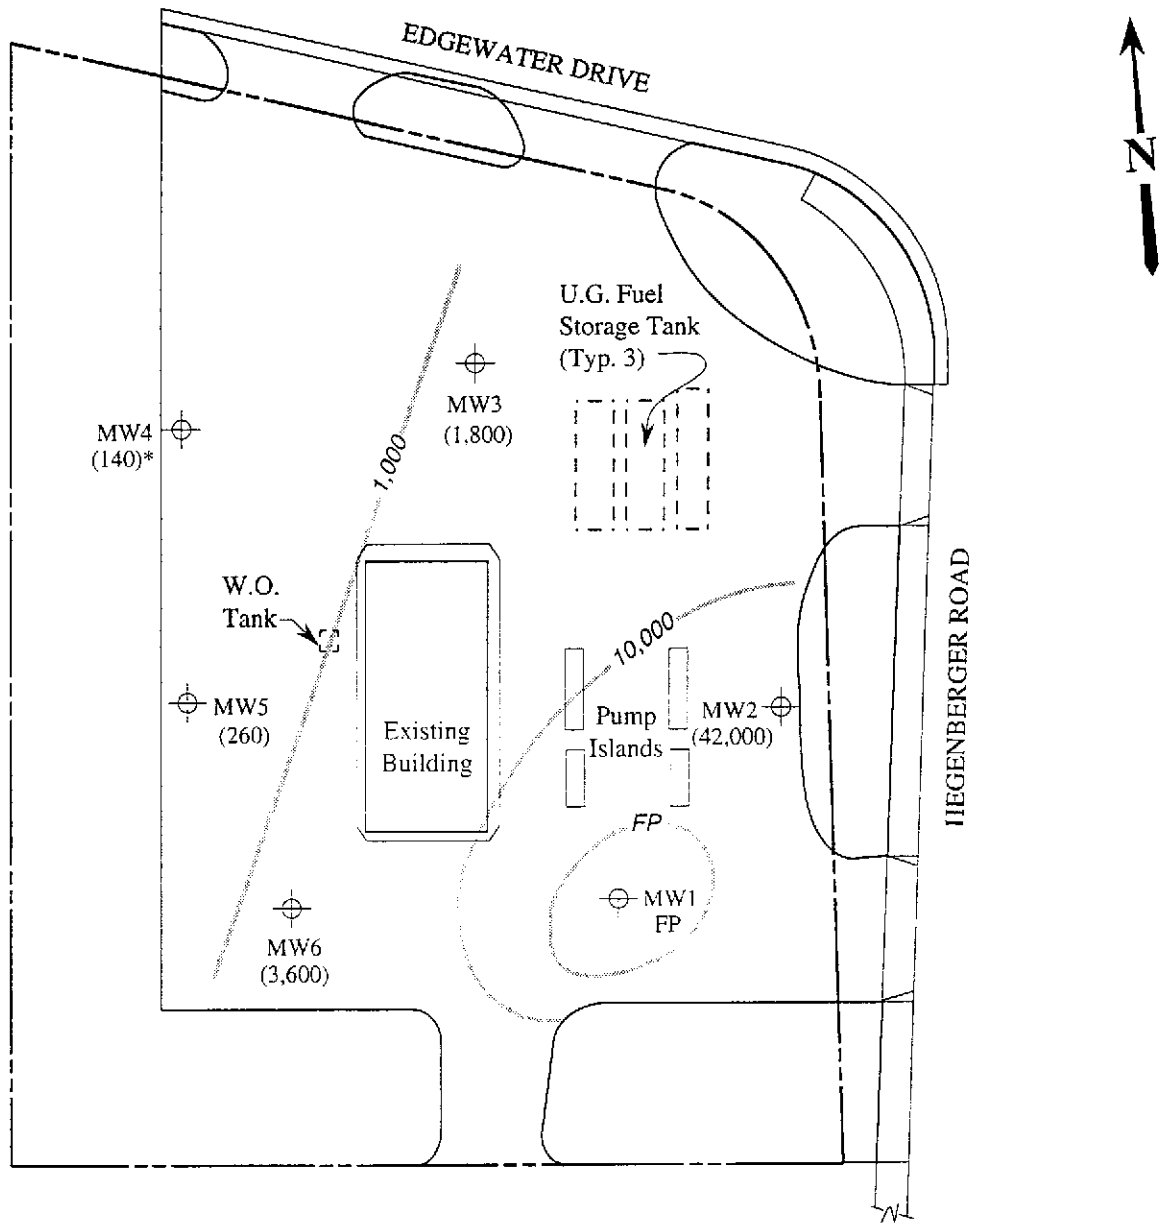 EDGEWATER DRIVE
N
U.G. Fuel
Storage Tank
(Typ. 3)
MW3
(1,800)
MW4
(140)*
1,000
W.O.
Tank
10,000
HEGENBERGER ROAD
MW5
(260)
Existing
Building
Pump
Islands
MW2
(42,000)
FP
MW1
FP
MW6
(3,600)